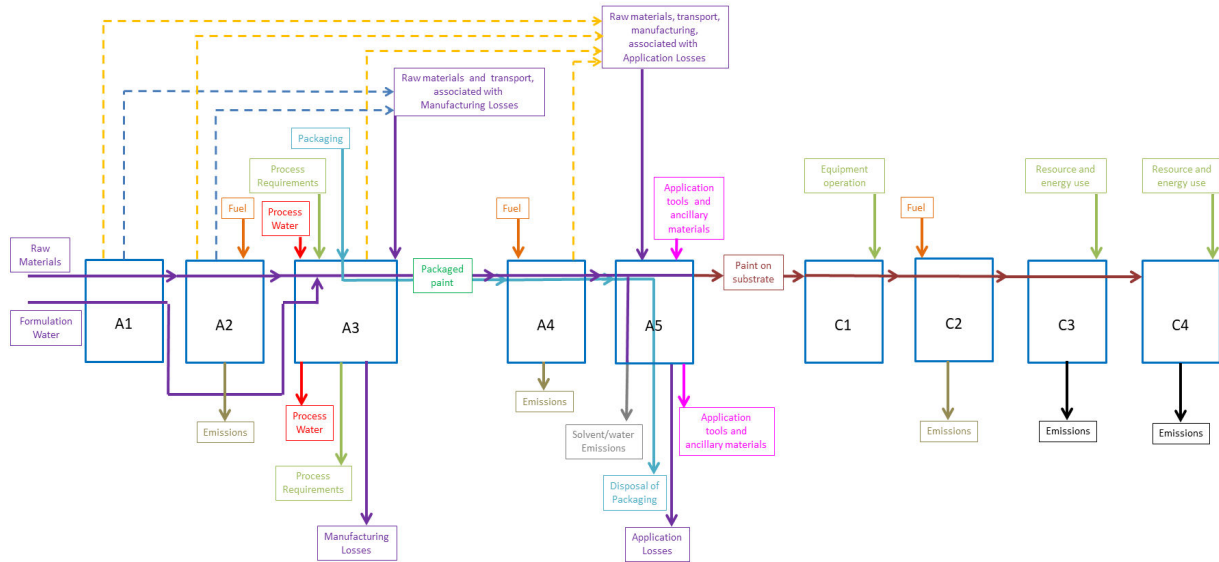 Raw materials, transport,
manufacturing,
associated with
Application Losses
Raw materials and transport,
associated with
Manufacturing Losses
Packaging
Process
Requirements
Equipment
operation
Resource and
energy use
Resource and
energy use
Application
tools and
ancillary
materials
Fuel
Process
Water
Fuel
Fuel
Raw
Materials
Packaged
paint
Paint on
substrate
Formulation
Water
A1
A2
A3
A4
A5
C1
C2
C3
C4
Emissions
Process
Water
Emissions
Solvent/water
Emissions
Application
tools and
ancillary materials
Emissions
Emissions
Emissions
Process
Requirements
Disposal of
Packaging
Manufacturing
Losses
Application
Losses